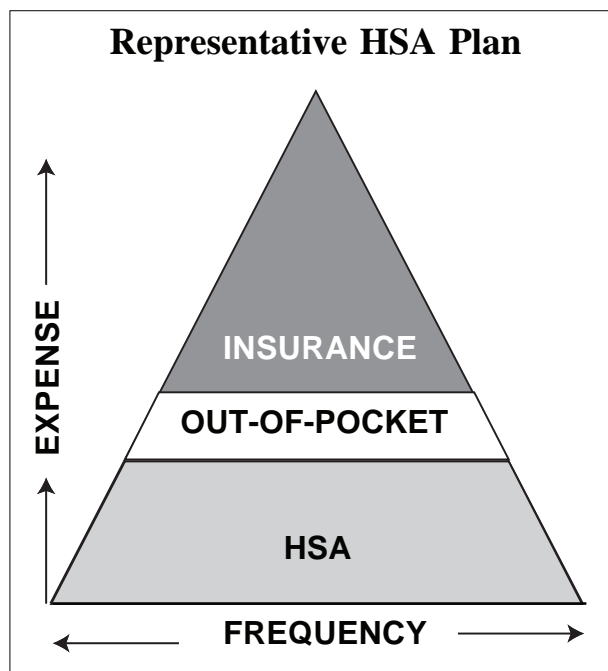 Representative HSA Plan
EXPENSE
INSURANCE
OUT-OF-POCKET
HSA
FREQUENCY